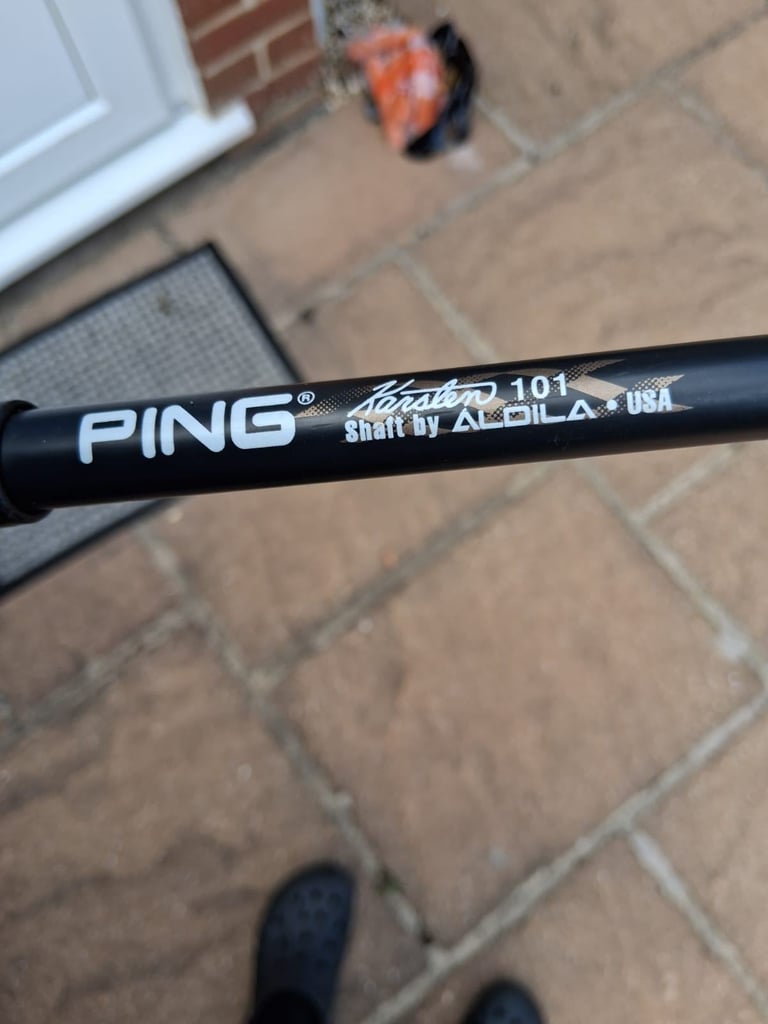 PING®
Karsten 101
Shaft by ALDILA • USA